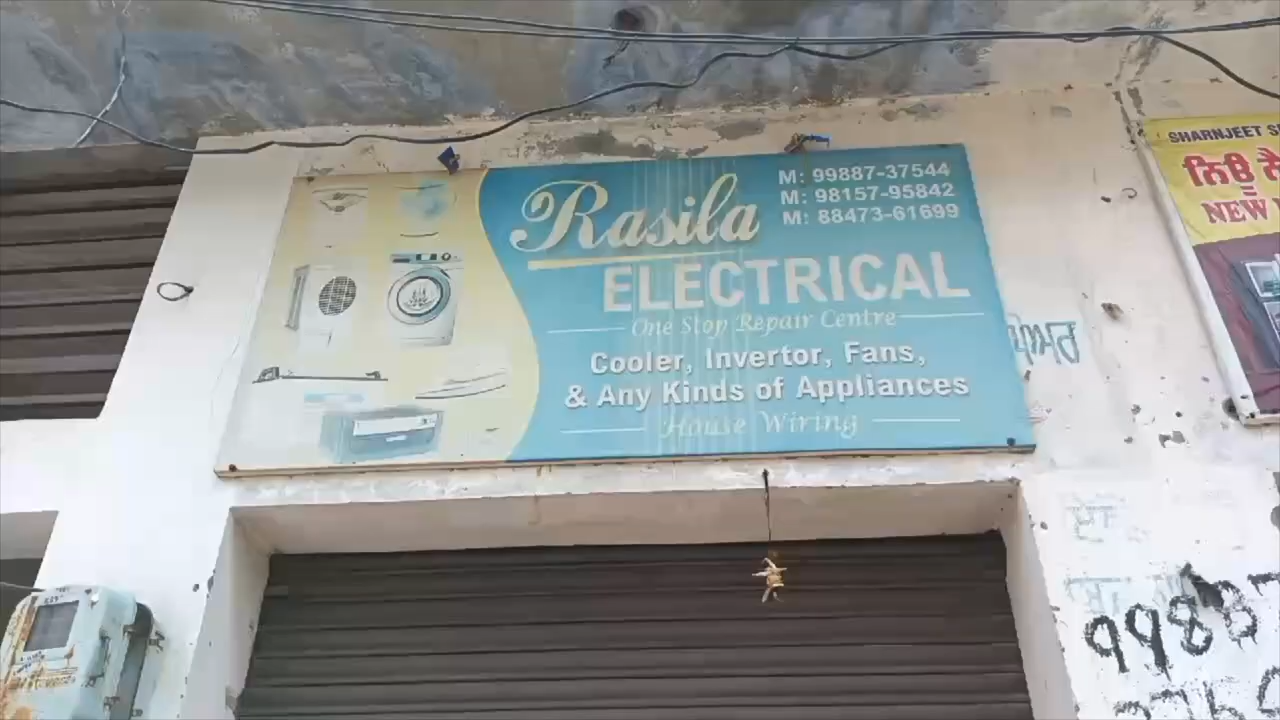 Rasila
M: 99887-37544
M: 98157-95842
M: 88473-61699
ELECTRICAL
One Stop Repair Centre
Cooler, Invertor, Fans,
& Any Kinds of Appliances
House Wiring
SHARNJEET
ਨਿਊ
NEW
9988